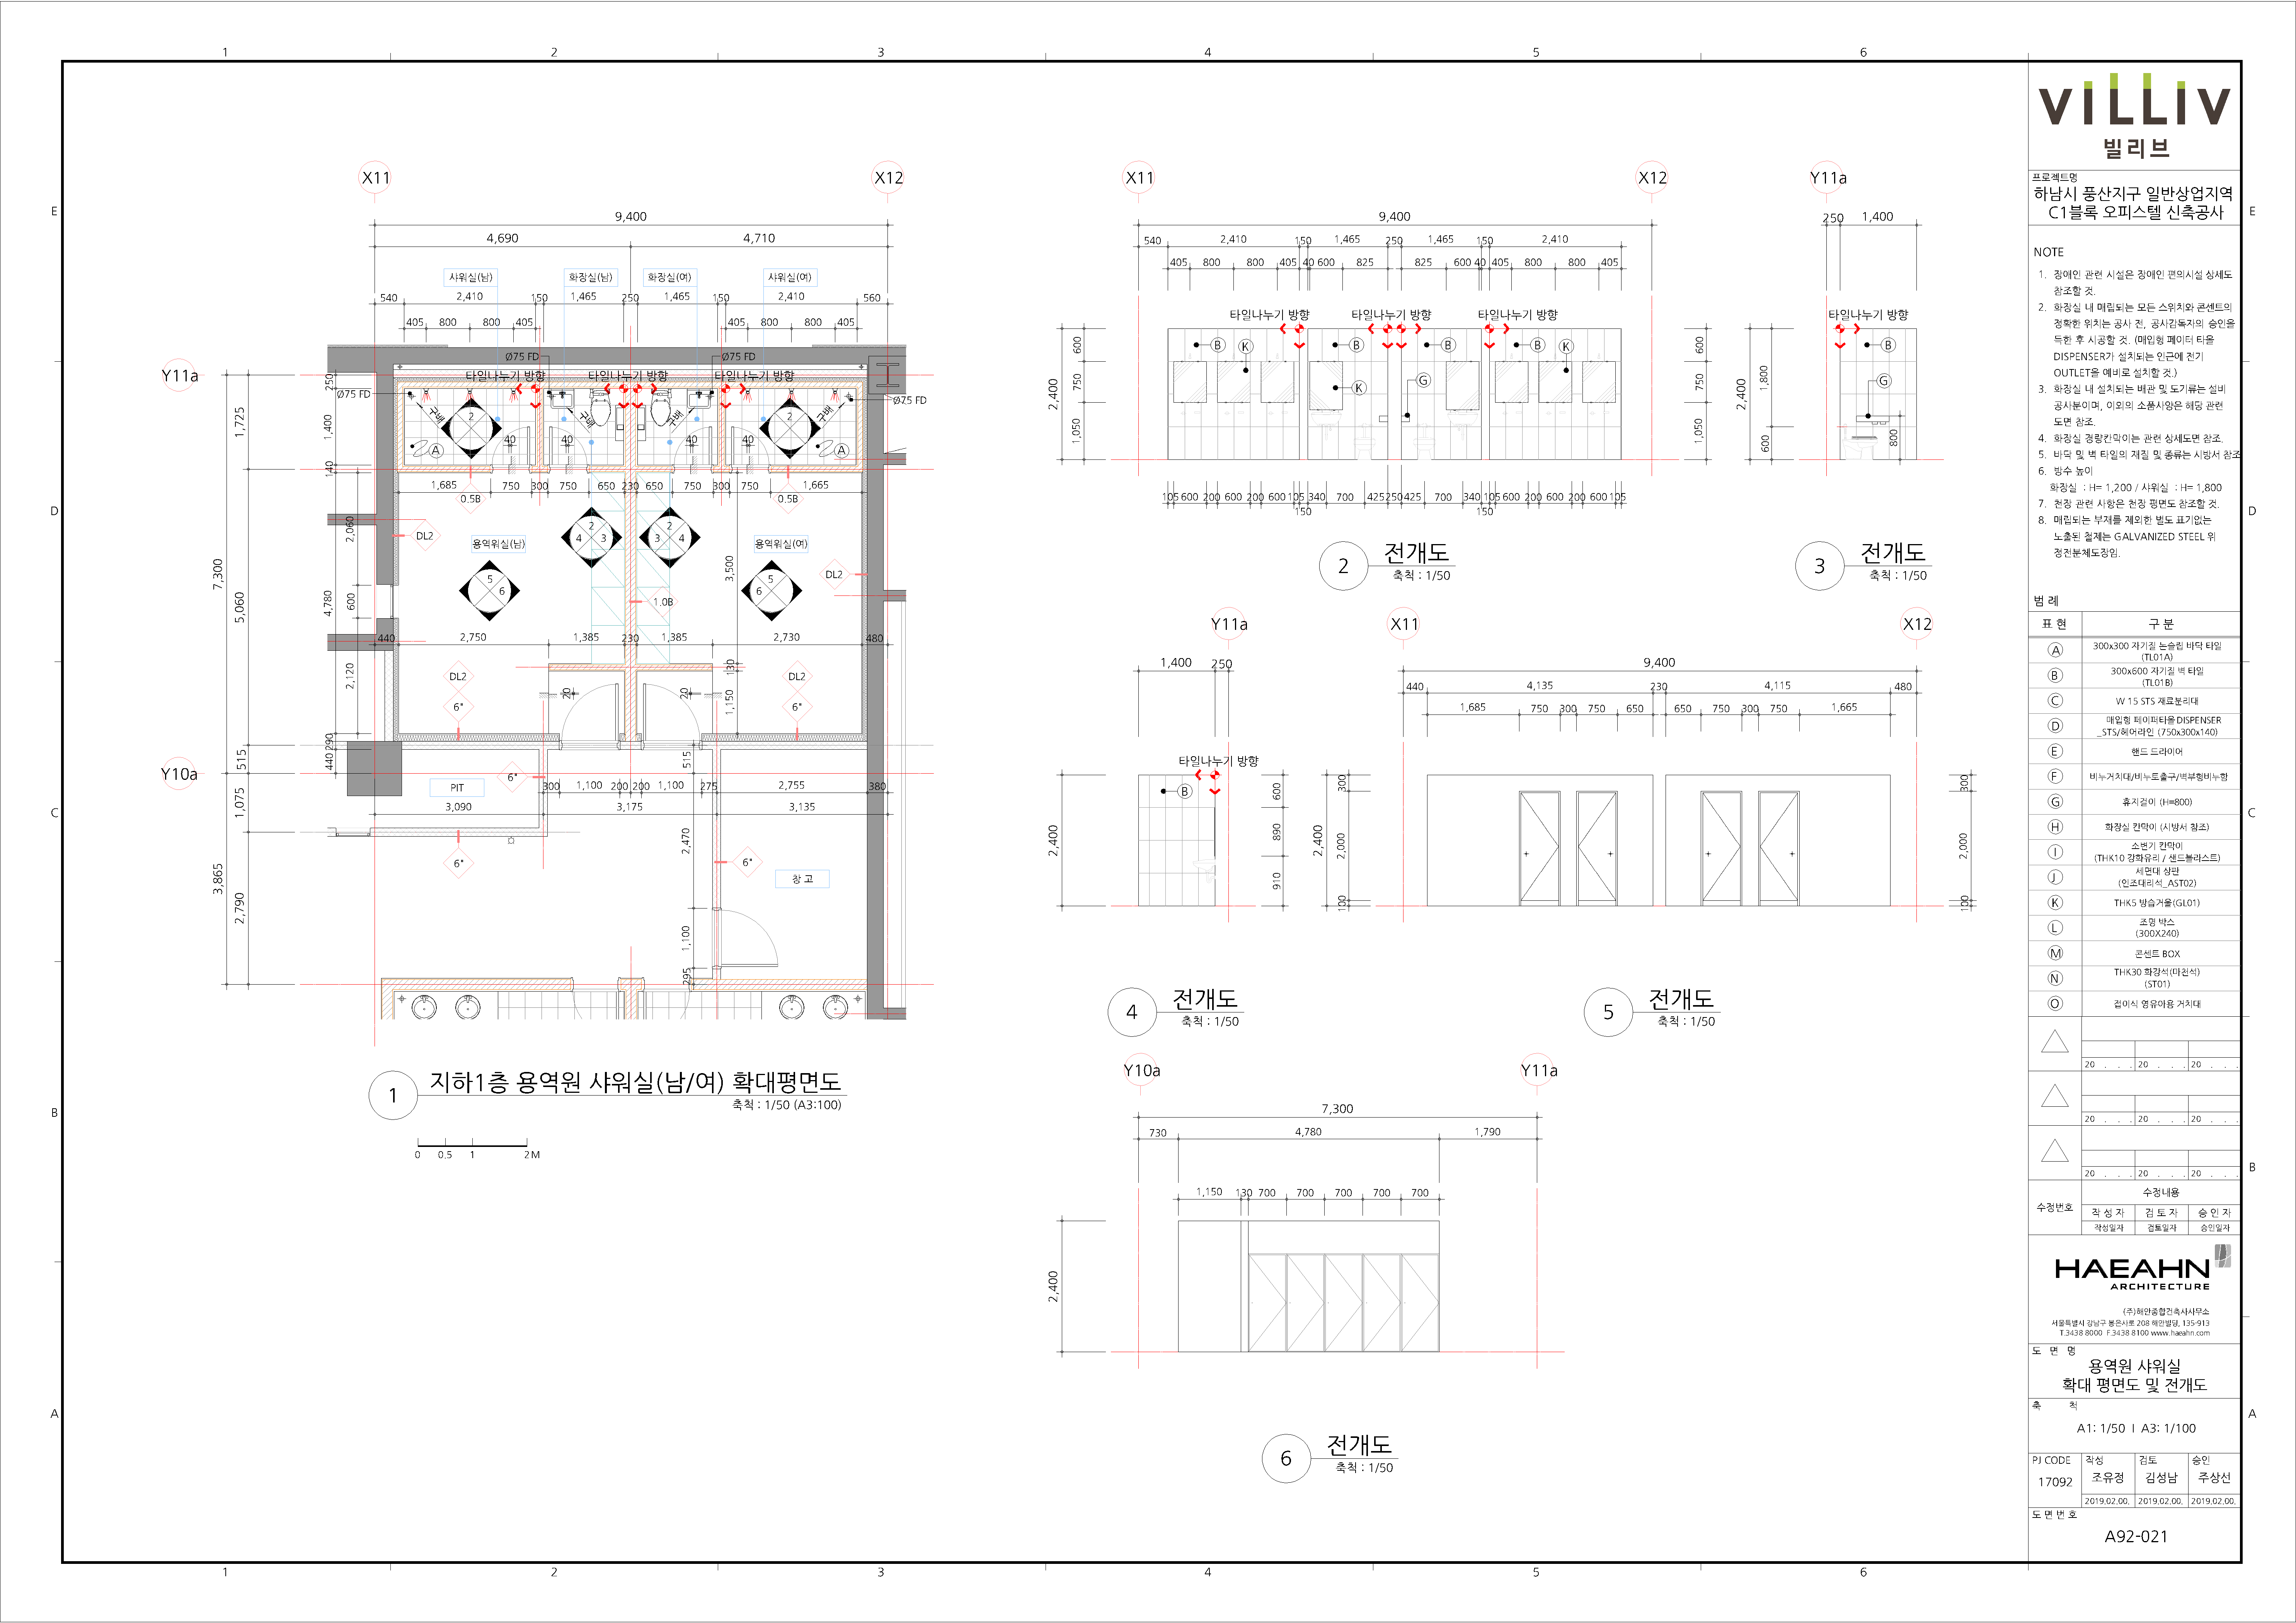 1 2 3 4 5 6
E D C B A
X11 X12
9,400
4,690 4,710
샤워실(남) 화장실(남) 화장실(여) 샤워실(여)
540 2,410 150 1,465 250 1,465 150 2,410 560
405 800 800 405 405 800 800 405
Ø75 FD Ø75 FD
Y11a
타일나누기 방향 타일나누기 방향 타일나누기 방향
Ø75 FD Ø75 FD
구배 구배 구배 구배
2 2
40 40 40 40
A A
250 1,400 140
1,725
1,685 750 300 750 650 230 650 750 300 750 1,665
0.5B 0.5B
2,060
DL2
용역위실(남) 용역위실(여)
2 4 3 2 3 4
3,500
DL2
5 6 5 6
7,300 5,060 4,780 600
1.0B
440 2,750 1,385 230 1,385 2,730 480
2,120
130
DL2 DL2
20 20
1,150
6" 6"
290
440
515 515
Y10a
6"
PIT
300 1,100 200 200 1,100 275 2,755 380
3,090 3,175 3,135
1,075
2,470
6" 6"
창 고
3,865 2,790
1,100
295
1 지하1층 용역원 샤워실(남/여) 확대평면도
축척 : 1/50 (A3:100)
0 0.5 1 2 M
X11 X12
9,400
540 2,410 150 1,465 250 1,465 150 2,410
405 800 800 405 40 600 825 825 600 40 405 800 800 405
타일나누기 방향 타일나누기 방향 타일나누기 방향
B K B K B G B K
2,400 600 750 1,050
600 750 1,050
105 600 200 600 200 600 105 340 700 425 250 425 700 340 105 600 200 600 200 600 105
150 150
2 전개도
축척 : 1/50
Y11a
250 1,400
타일나누기 방향
B
G
2,400 1,800 600 800
3 전개도
축척 : 1/50
Y11a
1,400 250
타일나누기 방향
B
2,400 600 890 910
4 전개도
축척 : 1/50
X11 X12
9,400
440 4,135 230 4,115 480
1,685 750 300 750 650 650 750 300 750 1,665
2,400 300 2,000 100
300 2,000 100
5 전개도
축척 : 1/50
Y10a Y11a
7,300
730 4,780 1,790
1,150 130 700 700 700 700 700
2,400
6 전개도
축척 : 1/50
VILLIV
빌리브
프로젝트명
하남시 풍산지구 일반상업지역
C1블록 오피스텔 신축공사
NOTE
1. 장애인 관련 시설은 장애인 편의시설 상세도
참조할 것.
2. 화장실 내 매립되는 모든 스위치와 콘센트의
정확한 위치는 공사 전, 공사감독자의 승인을
득한 후 시공할 것. (매입형 페이터 타올
DISPENSER가 설치되는 인근에 전기
OUTLET을 예비로 설치할 것.)
3. 화장실 내 설치되는 배관 및 도기류는 설비
공사분이며, 이외의 소품사양은 해당 관련
도면 참조.
4. 화장실 경량칸막이는 관련 상세도면 참조.
5. 바닥 및 벽 타일의 재질 및 종류는 시방서 참조
6. 방수 높이
화장실 : H= 1,200 / 샤워실 : H= 1,800
7. 천장 관련 사항은 천장 평면도 참조할 것.
8. 매립되는 부재를 제외한 별도 표기없는
노출된 철제는 GALVANIZED STEEL 위
정전분체도장임.
범 례
표 현 구 분
A 300x300 자기질 논슬립 바닥 타일
(TL01A)
B 300x600 자기질 벽 타일
(TL01B)
C W 15 STS 재료분리대
D 매입형 페이퍼타올 DISPENSER
_STS/헤어라인 (750x300x140)
E 핸드 드라이어
F 비누거치대/비누토출구/벽부형비누함
G 휴지걸이 (H=800)
H 화장실 칸막이 (시방서 참조)
I 소변기 칸막이
(THK10 강화유리 / 샌드블라스트)
J 세면대 상판
(인조대리석_AST02)
K THK5 방습거울(GL01)
L 조명 박스
(300X240)
M 콘센트 BOX
N THK30 화강석(마천석)
(ST01)
O 접이식 영유아용 거치대
20 . . . 20 . . . 20 . . .
20 . . . 20 . . . 20 . . .
20 . . . 20 . . . 20 . . .
수정번호 수정내용
작 성 자 검 토 자 승 인 자
작성일자 검토일자 승인일자
HAEAHN
ARCHITECTURE
(주)해안종합건축사사무소
서울특별시 강남구 봉은사로 208 해안빌딩, 135-913
T.3438 8000 F.3438 8100 www.haeahn.com
도 면 명
용역원 샤워실
확대 평면도 및 전개도
축 척
A1: 1/50 I A3: 1/100
PJ CODE 작성 검토 승인
17092 조유정 김성남 주상선
2019.02.00. 2019.02.00. 2019.02.00.
도 면 번 호
A92-021
E D C B A
1 2 3 4 5 6